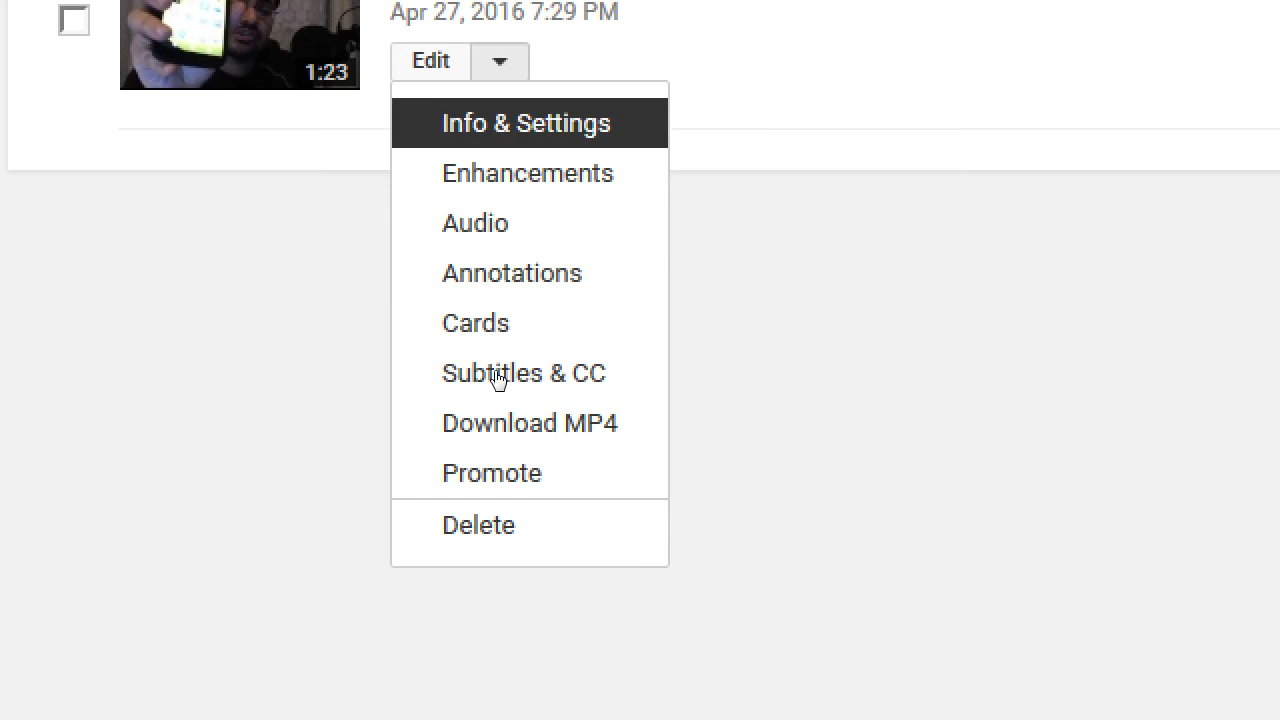 Apr 27, 2016 7:29 PM
1:23
Edit
Info & Settings
Enhancements
Audio
Annotations
Cards
Subtitles & CC
Download MP4
Promote
Delete